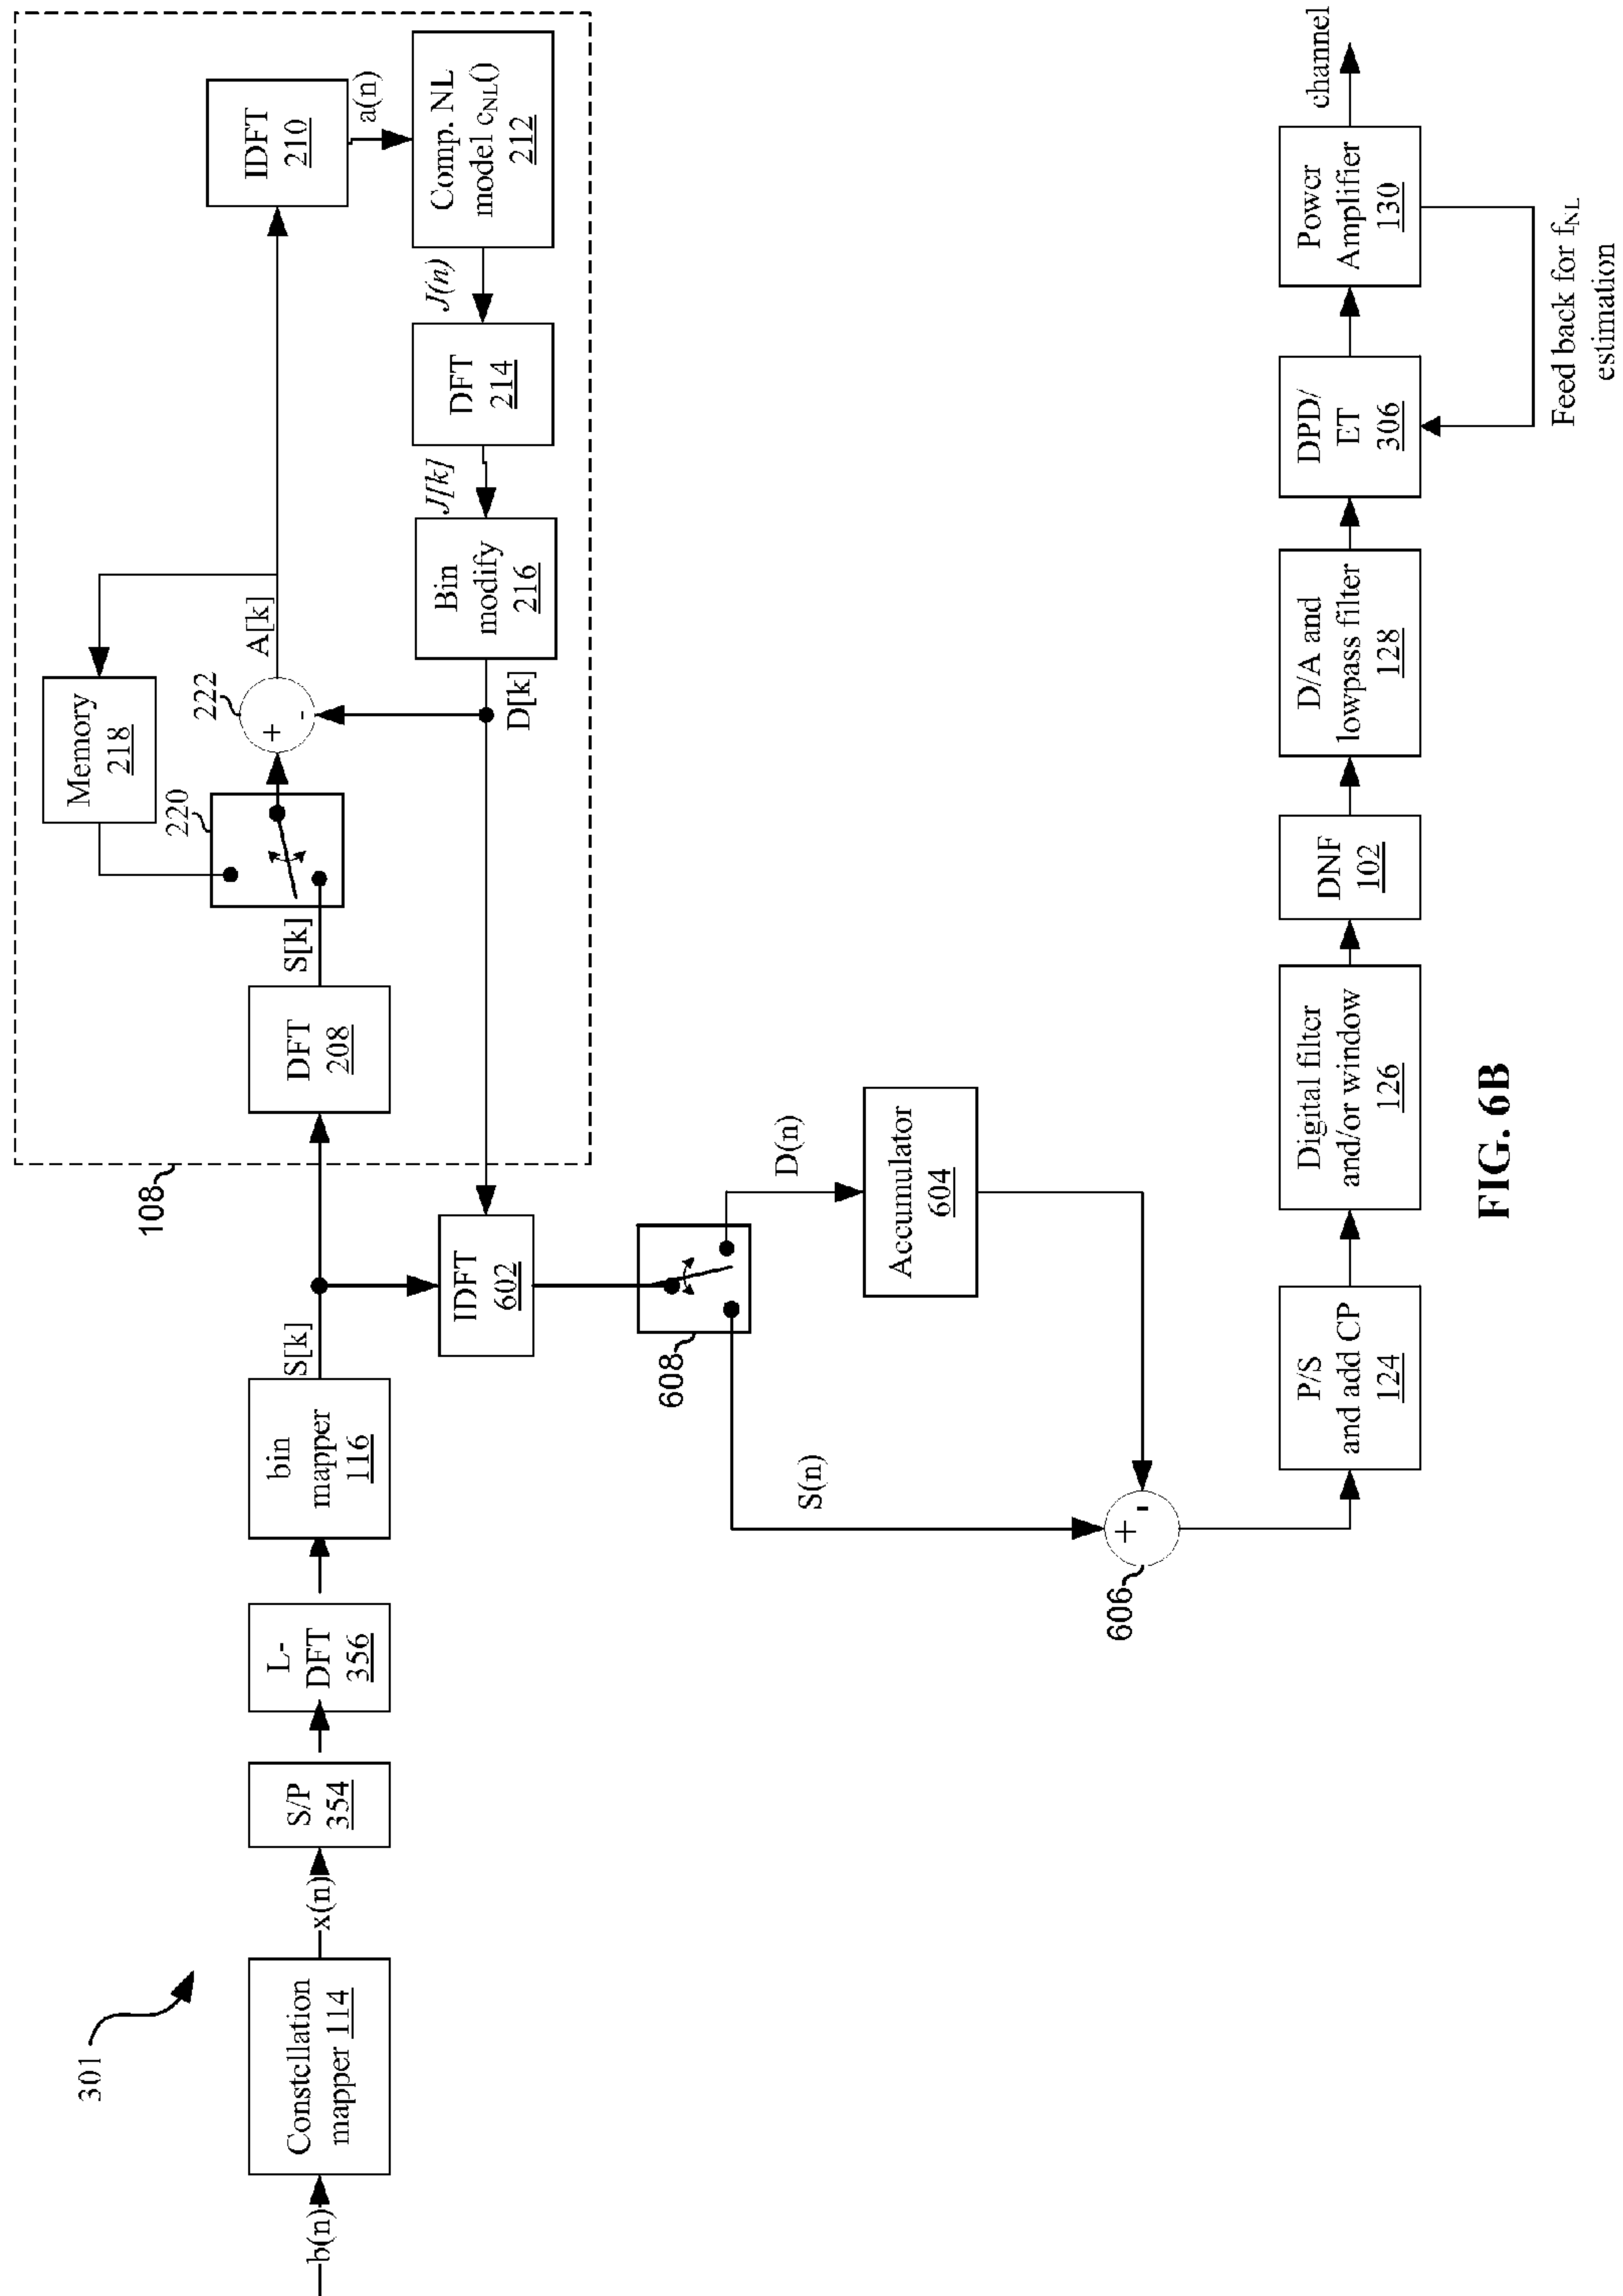 301
b(n)
Constellation
mapper 114
x(n)
S/P
354
L-
DFT
356
bin
mapper
116
S[k]
108
DFT
208
S[k]
220
Memory
218
222
+
-
A[k]
IDFT
210
a(n)
Comp. NL
model cNL()
212
J(n)
DFT
214
J[k]
Bin
modify
216
D[k]
IDFT
602
608
D(n)
Accumulator
604
S(n)
606
+
-
P/S
and add CP
124
Digital filter
and/or window
126
DNF
102
D/A and
lowpass filter
128
DPD/
ET
306
Power
Amplifier
130
channel
Feed back for fNL
estimation
FIG. 6B